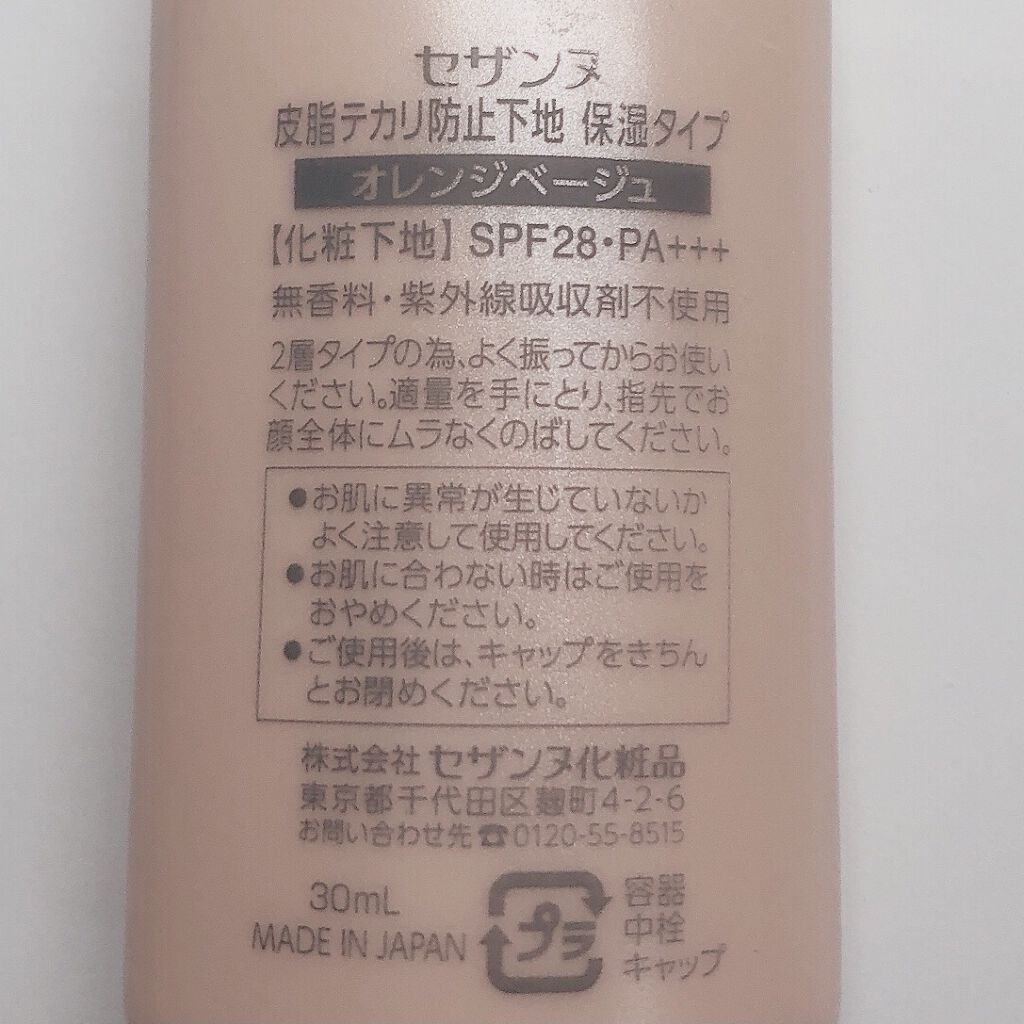 セザンヌ
皮脂テカリ防止下地 保湿タイプ
オレンジベージュ
【化粧下地】SPF28・PA+++
無香料・紫外線吸収剤不使用
2層タイプの為、よく振ってからお使い
ください。適量を手にとり、指先でお
顔全体にムラなくのばしてください。
●お肌に異常が生じていないか
よく注意して使用してください。
●お肌に合わない時はご使用を
おやめください。
●ご使用後は、キャップをきちん
とお閉めください。
株式会社 セザンヌ化粧品
東京都千代田区麹町4-2-6
お問い合わせ先☎0120-55-8515
30mL
MADE IN JAPAN
プラ
容器
中栓
キャップ